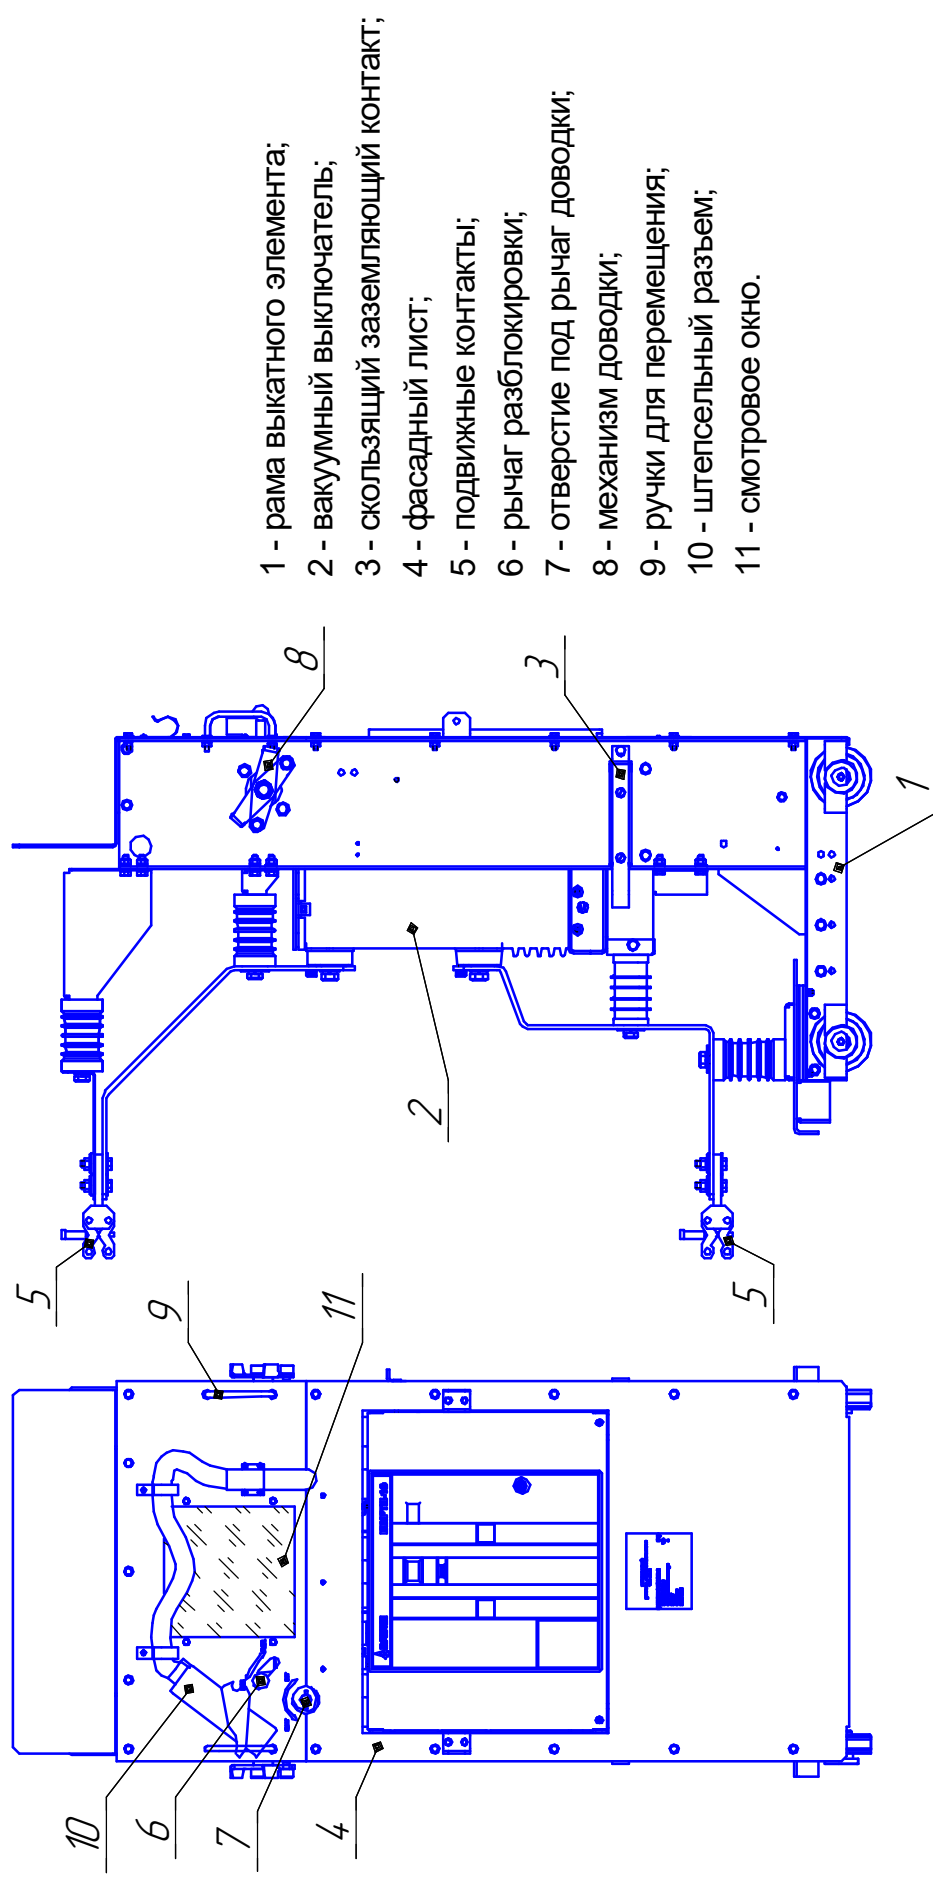 1 - рама выкатного элемента;
2 - вакуумный выключатель;
3 - скользящий заземляющий контакт;
4 - фасадный лист;
5 - подвижные контакты;
6 - рычаг разблокировки;
7 - отверстие под рычаг доводки;
8 - механизм доводки;
9 - ручки для перемещения;
10 - штепсельный разъем;
11 - смотровое окно.
10
6
7
4
9
11
5
5
2
8
3
1